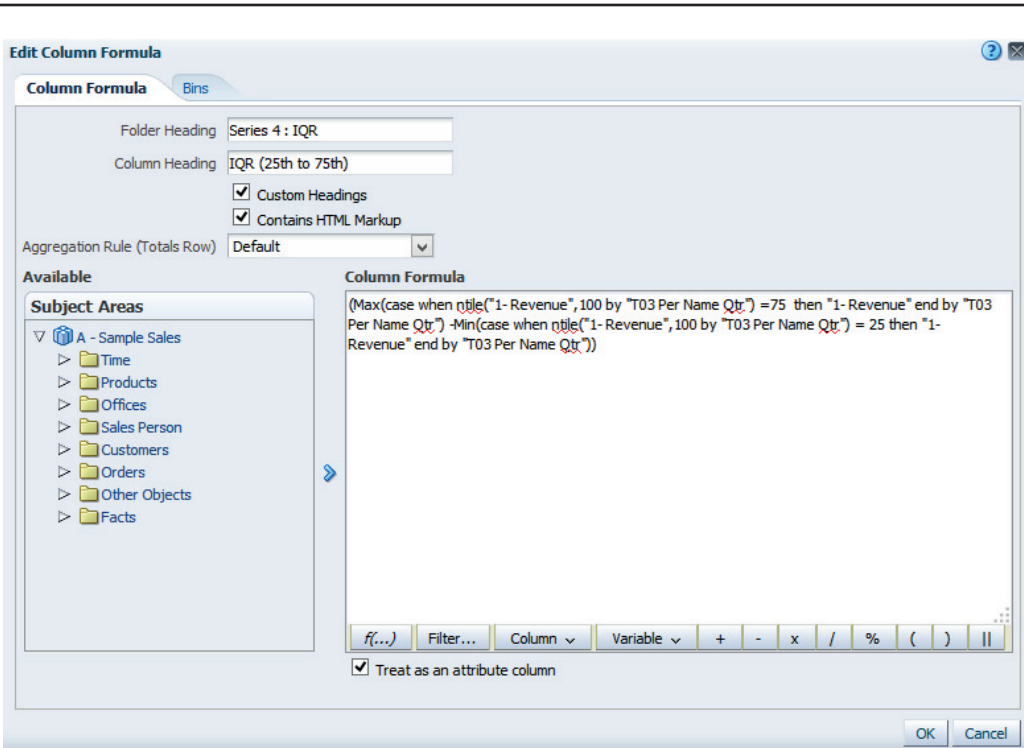 Edit Column Formula
Column Formula
Bins
Folder Heading Series 4 : IQR
Column Heading IQR (25th to 75th)
Custom Headings
Contains HTML Markup
Aggregation Rule (Totals Row) Default
Available
Subject Areas
A - Sample Sales
Time
Products
Offices
Sales Person
Customers
Orders
Other Objects
Facts
Column Formula
(Max(case when ntile("1- Revenue",100 by "T03 Per Name Qtr") =75 then "1- Revenue" end by "T03
Per Name Qtr") -Min(case when ntile("1- Revenue",100 by "T03 Per Name Qtr") = 25 then "1-
Revenue" end by "T03 Per Name Qtr"))
f(...) Filter... Column Variable + - x / % ( ) ||
Treat as an attribute column
OK Cancel